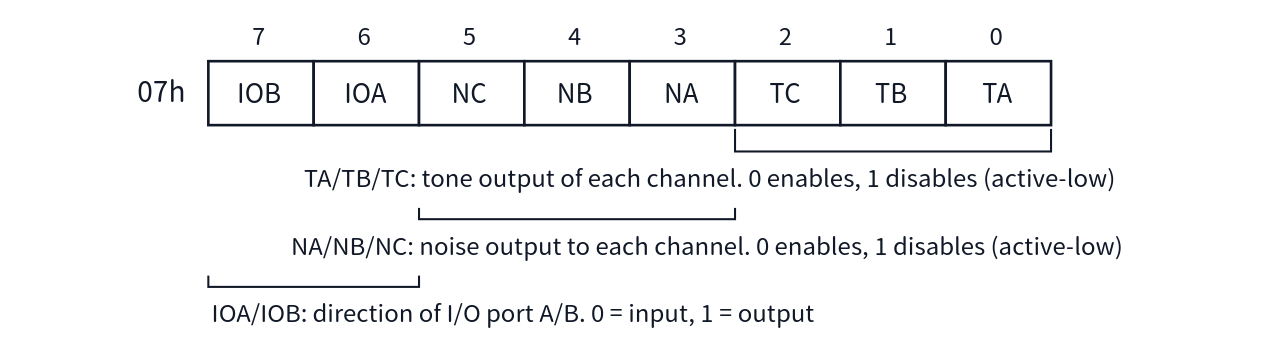 7 6 5 4 3 2 1 0
07h IOB IOA NC NB NA TC TB TA
TA/TB/TC: tone output of each channel. 0 enables, 1 disables (active-low)
NA/NB/NC: noise output to each channel. 0 enables, 1 disables (active-low)
IOA/IOB: direction of I/O port A/B. 0 = input, 1 = output